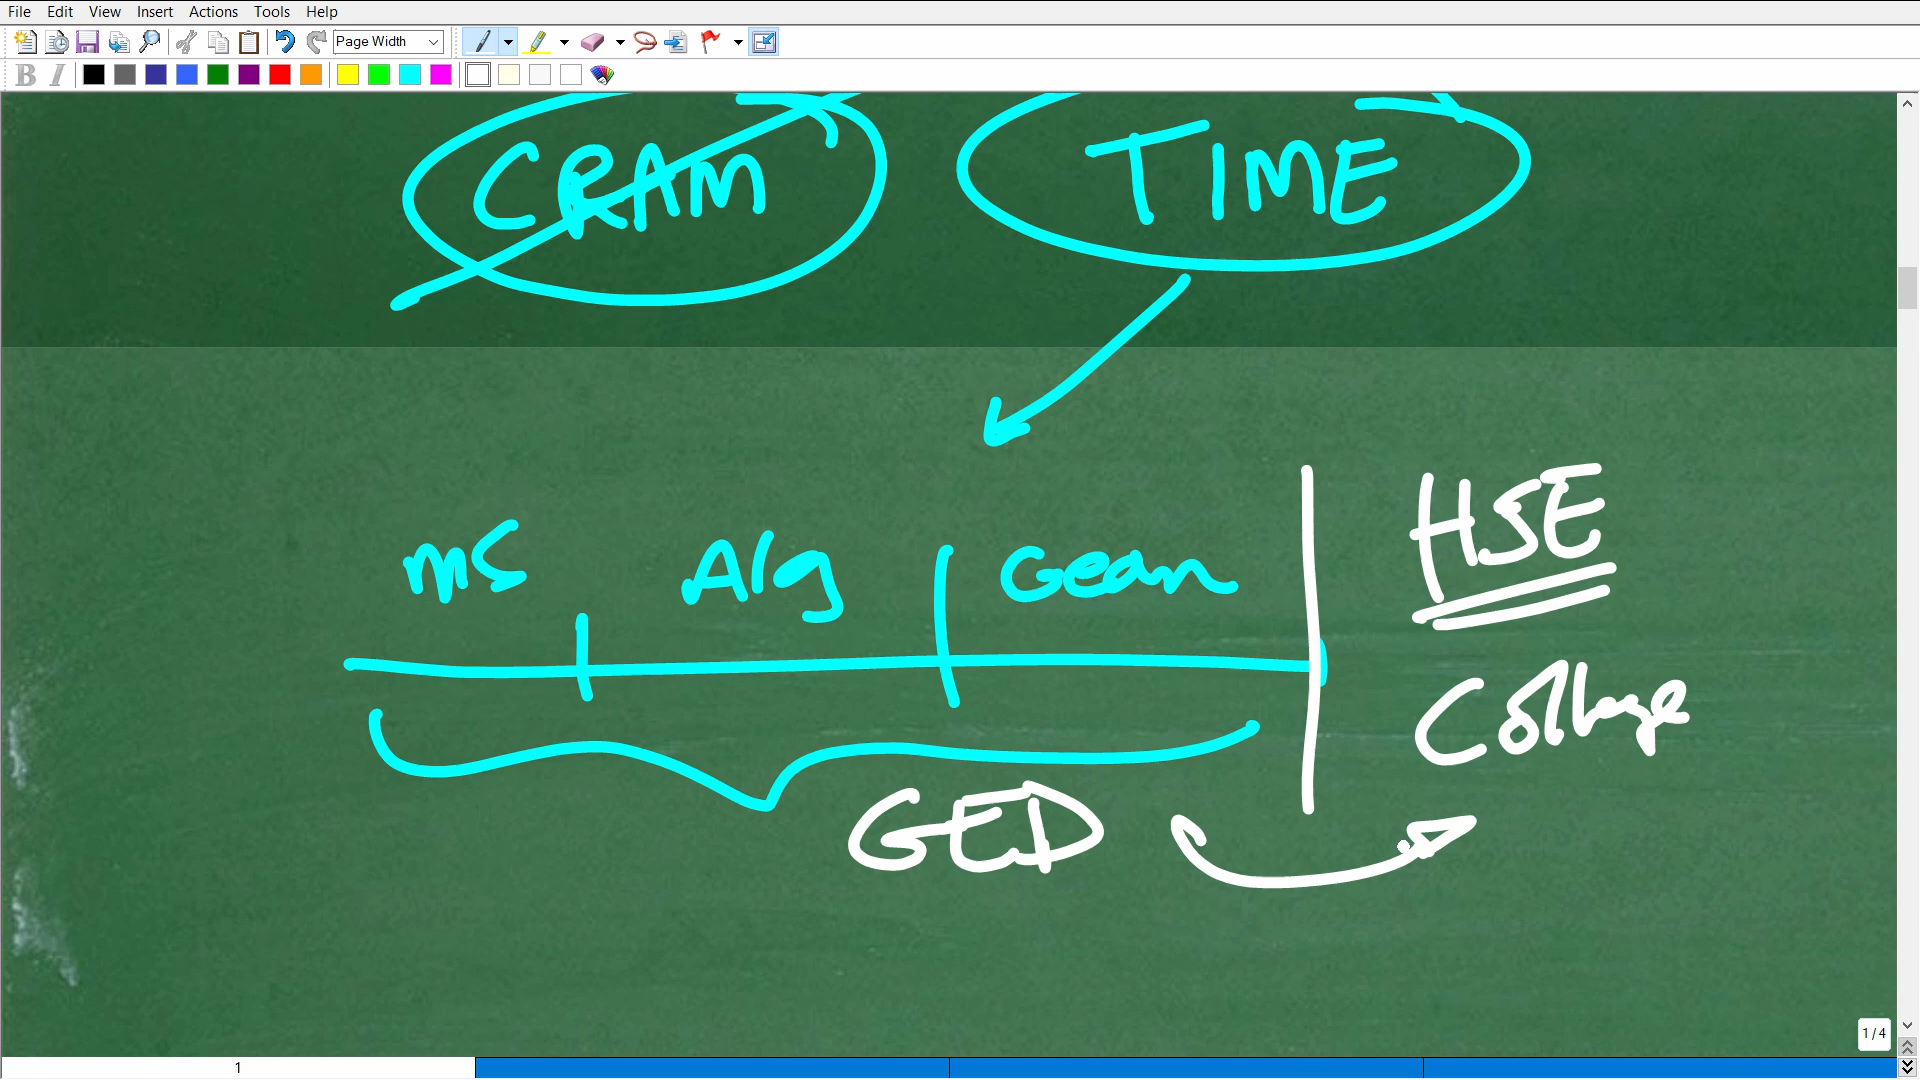 File Edit View Insert Actions Tools Help
Page Width
B I
CRAM TIME
MS Alg Geom HSE
College
GED
1 / 4
1